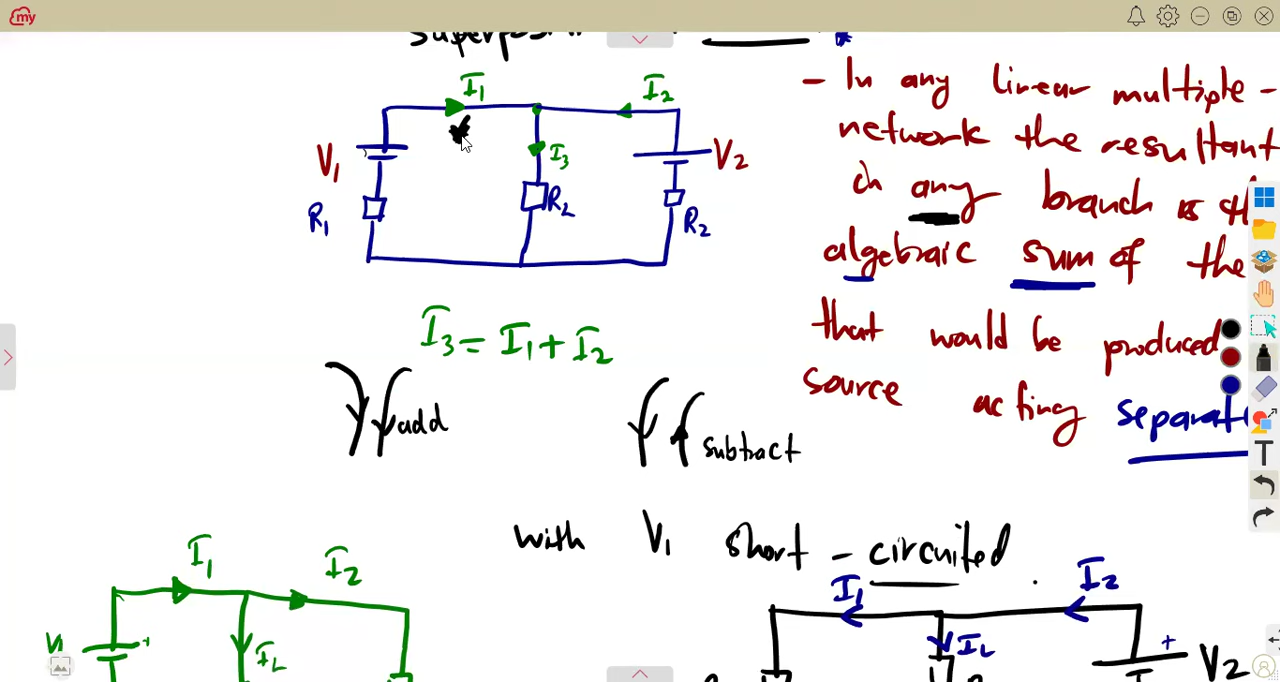 my
superposi
I1
I2
V1
I3
V2
R1
R2
R2
I3 = I1 + I2
add
subtract
- In any linear multiple -
network the resultant
in any branch is th
algebraic sum of the
that would be produced
source acting separat
with V1 short - circuited
I1
I2
V1
+
IL
I1
I2
IL
+
V2
T